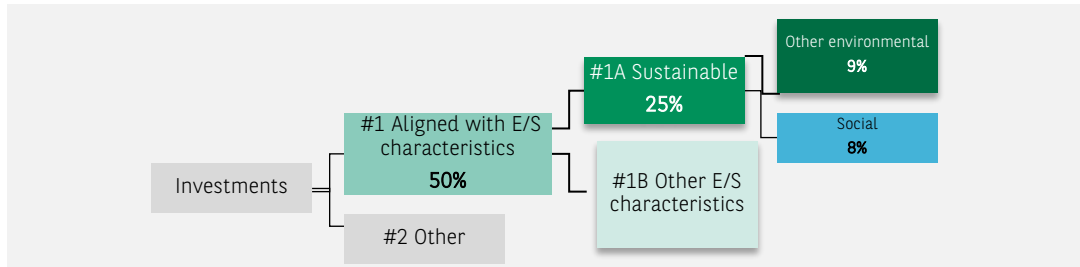 Other environmental
9%
#1A Sustainable
25%
Social
8%
#1 Aligned with E/S
characteristics
50%
#1B Other E/S
characteristics
Investments
#2 Other